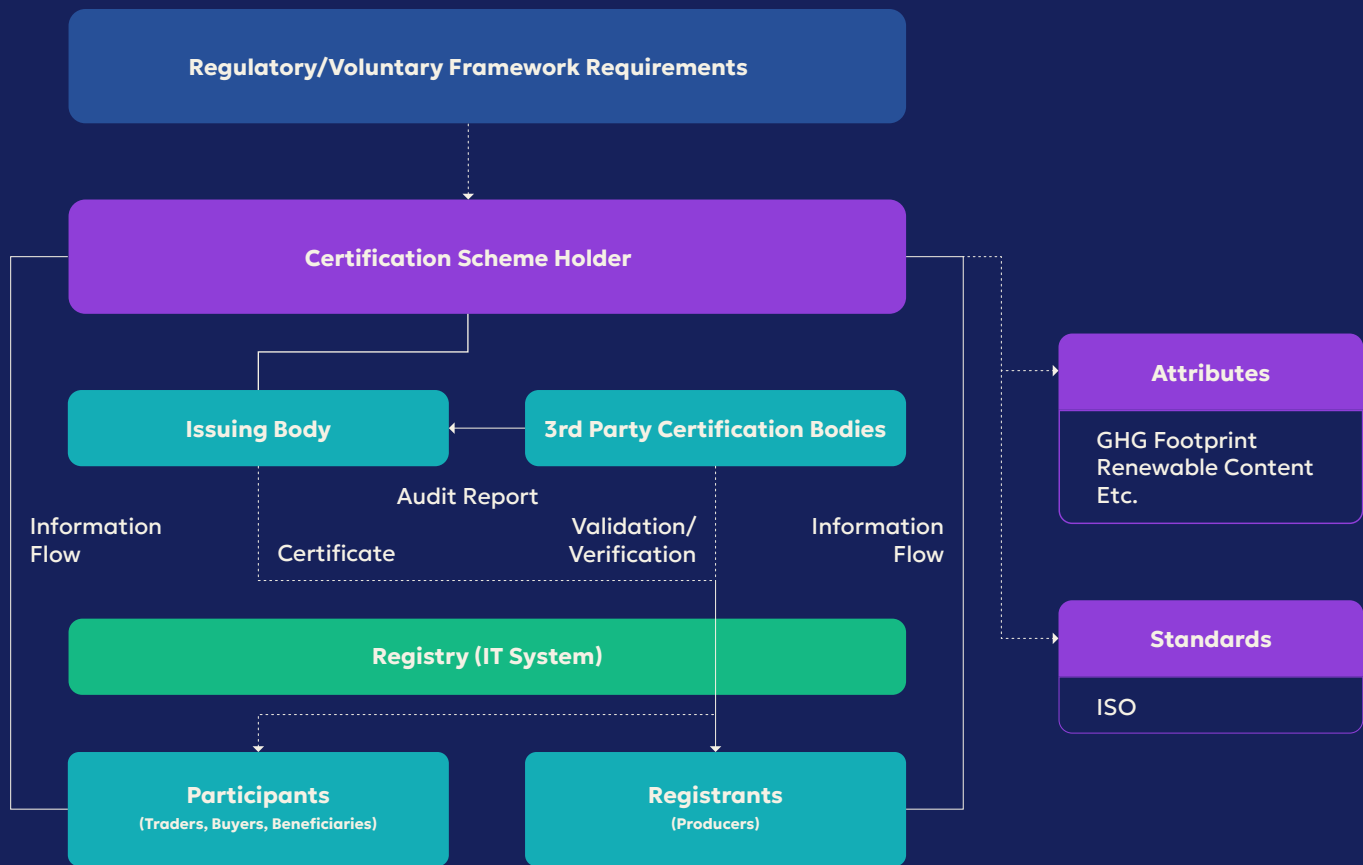 Regulatory/Voluntary Framework Requirements
Certification Scheme Holder
Attributes
GHG Footprint
Renewable Content
Etc.
Issuing Body
3rd Party Certification Bodies
Audit Report
Information
Flow
Certificate
Validation/
Verification
Information
Flow
Registry (IT System)
Standards
ISO
Participants
(Traders, Buyers, Beneficiaries)
Registrants
(Producers)